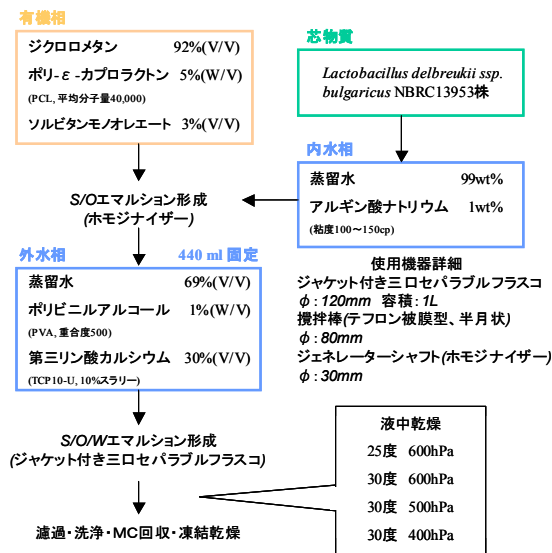 有機相
ジクロロメタン 92%(V/V)
ポリ-ε-カプロラクトン 5%(W/V)
(PCL, 平均分子量40,000)
ソルビタンモノオレエート 3%(V/V)
芯物質
Lactobacillus delbreukii ssp.
bulgaricus NBRC13953株
内水相
蒸留水 99wt%
アルギン酸ナトリウム 1wt%
(粘度100~150cp)
S/Oエマルション形成
(ホモジナイザー)
外水相 440 ml 固定
蒸留水 69%(V/V)
ポリビニルアルコール 1%(W/V)
(PVA, 重合度500)
第三リン酸カルシウム 30%(V/V)
(TCP10-U, 10%スラリー)
使用機器詳細
ジャケット付き三口セパラブルフラスコ
φ:120mm 容積:1L
攪拌棒(テフロン被膜型、半月状)
φ:80mm
ジェネレーターシャフト(ホモジナイザー)
φ:30mm
S/O/Wエマルション形成
(ジャケット付き三口セパラブルフラスコ)
液中乾燥
25度 600hPa
30度 600hPa
30度 500hPa
30度 400hPa
濾過・洗浄・MC回収・凍結乾燥